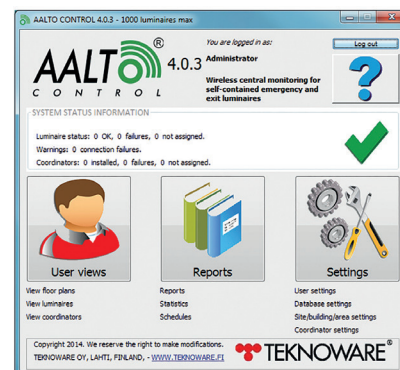 AALTO CONTROL 4.0.3 - 1000 luminaires max
You are logged in as:
Log out
AALTO®
CONTROL
4.0.3
Administrator
Wireless central monitoring for
self-contained emergency and
exit luminaires
SYSTEM STATUS INFORMATION
Luminaire status: 0 OK, 0 failures, 0 not assigned.
Warnings: 0 connection failures.
Coordinators: 0 installed, 0 failures, 0 not assigned.
User views
Reports
Settings
View floor plans
View luminaires
View coordinators
Reports
Statistics
Schedules
User settings
Database settings
Site/building/area settings
Coordinator settings
Copyright 2014. We reserve the right to make modifications.
TEKNOWARE OY, LAHTI, FINLAND, - WWW.TEKNOWARE.FI
TEKNOWARE®